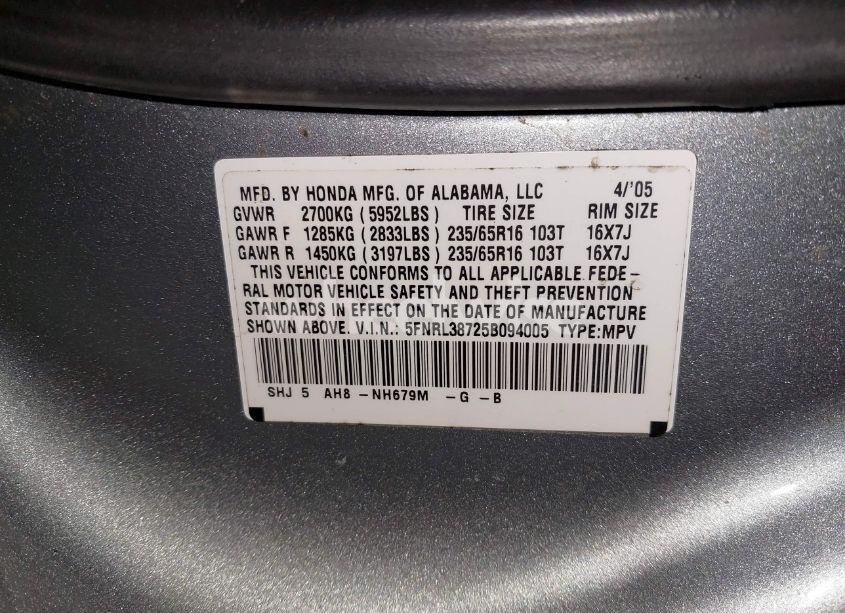 MFD. BY HONDA MFG. OF ALABAMA, LLC 4/'05
GVWR 2700KG (5952LBS) TIRE SIZE RIM SIZE
GAWR F 1285KG (2833LBS) 235/65R16 103T 16X7J
GAWR R 1450KG (3197LBS) 235/65R16 103T 16X7J
THIS VEHICLE CONFORMS TO ALL APPLICABLE FEDE-
RAL MOTOR VEHICLE SAFETY AND THEFT PREVENTION
STANDARDS IN EFFECT ON THE DATE OF MANUFACTURE
SHOWN ABOVE. V.I.N.: 5FNRL38725B094005 TYPE:MPV
SHJ 5 AH8 -NH679M -G -B